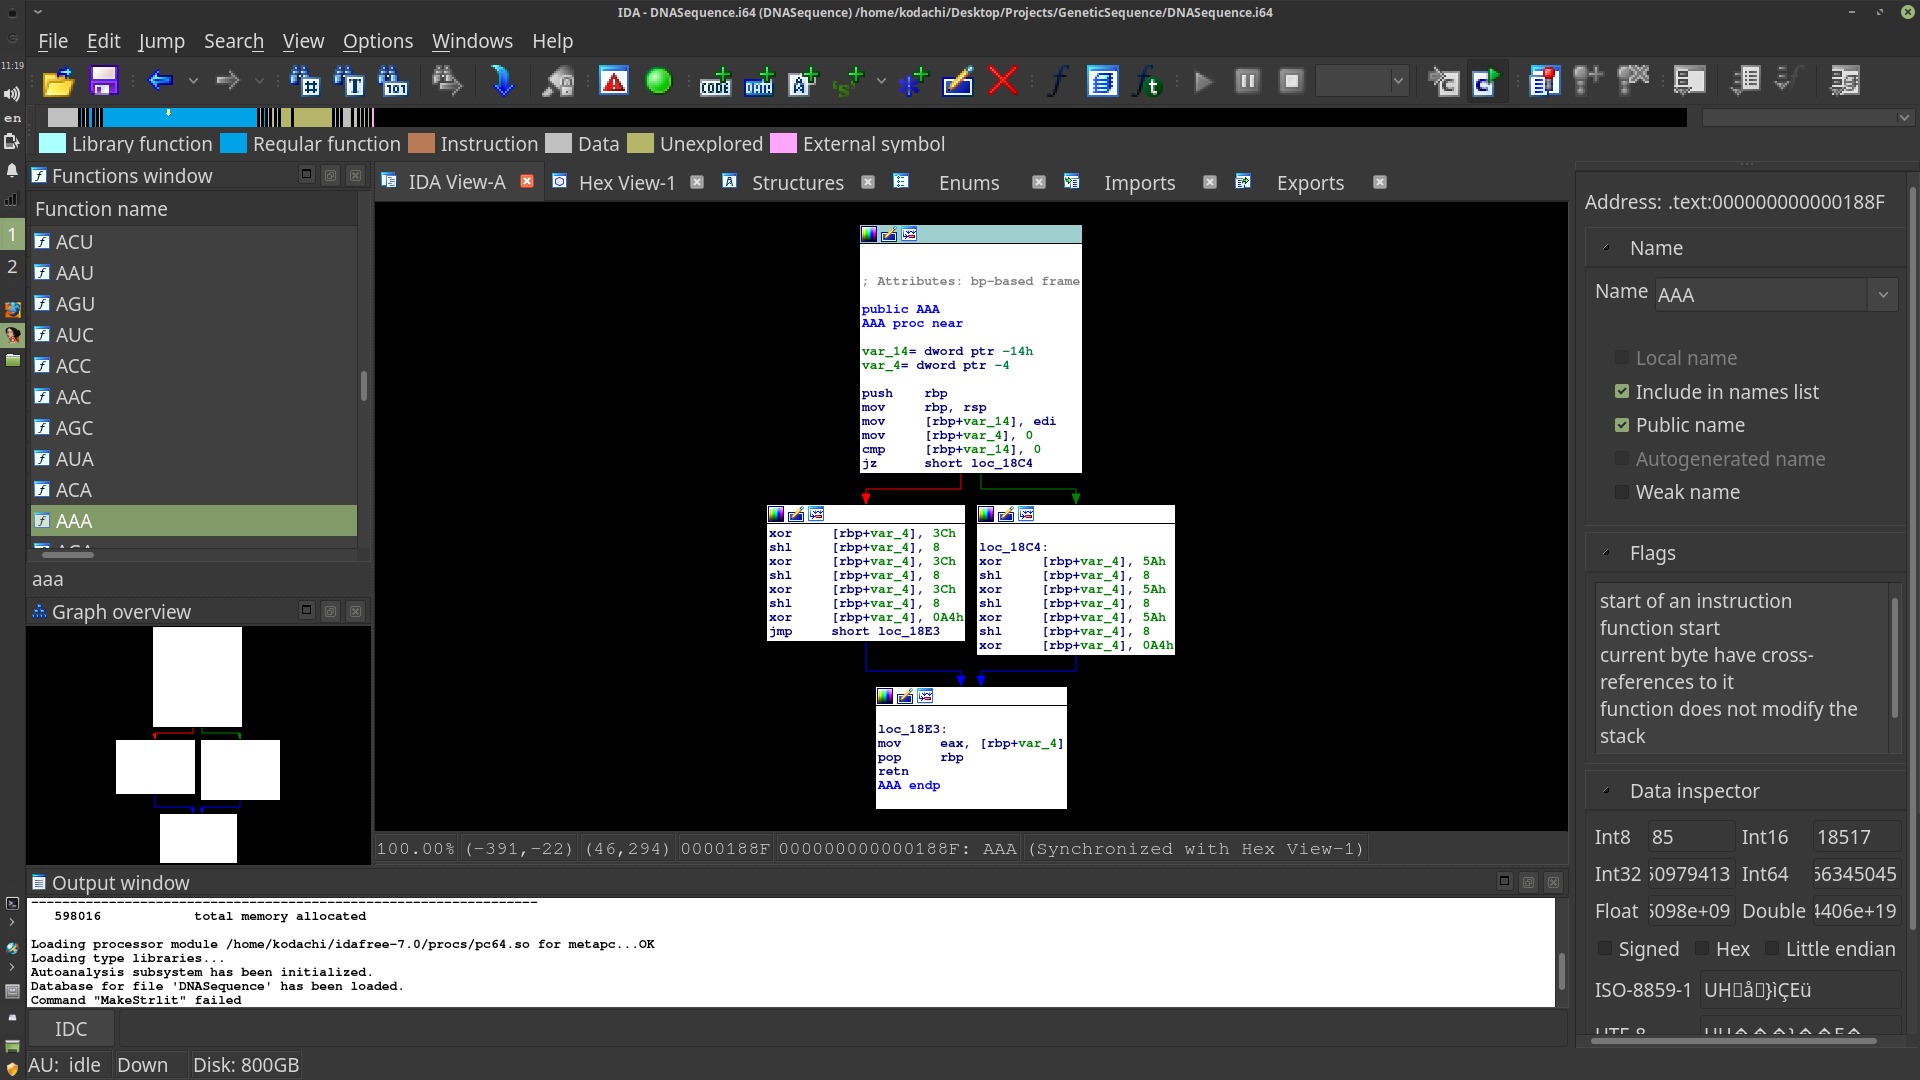 IDA - DNASequence.i64 (DNASequence) /home/kodachi/Desktop/Projects/GeneticSequence/DNASequence.i64
File Edit Jump Search View Options Windows Help
11:19
en
1
2
Library function Regular function Instruction Data Unexplored External symbol
Functions window
Function name
ACU
AAU
AGU
AUC
ACC
AAC
AGC
AUA
ACA
AAA
aaa
Graph overview
IDA View-A Hex View-1 Structures Enums Imports Exports
; Attributes: bp-based frame
public AAA
AAA proc near
var_14= dword ptr -14h
var_4= dword ptr -4
push rbp
mov rbp, rsp
mov [rbp+var_14], edi
mov [rbp+var_4], 0
cmp [rbp+var_14], 0
jz short loc_18C4
xor [rbp+var_4], 3Ch
shl [rbp+var_4], 8
xor [rbp+var_4], 3Ch
shl [rbp+var_4], 8
xor [rbp+var_4], 3Ch
shl [rbp+var_4], 8
xor [rbp+var_4], 0A4h
jmp short loc_18E3
loc_18C4:
xor [rbp+var_4], 5Ah
shl [rbp+var_4], 8
xor [rbp+var_4], 5Ah
shl [rbp+var_4], 8
xor [rbp+var_4], 5Ah
shl [rbp+var_4], 8
xor [rbp+var_4], 0A4h
loc_18E3:
mov eax, [rbp+var_4]
pop rbp
retn
AAA endp
100.00% (-391,-22) (46,294) 0000188F 000000000000188F: AAA (Synchronized with Hex View-1)
Address: .text:000000000000188F
Name
Name AAA
Local name
Include in names list
Public name
Autogenerated name
Weak name
Flags
start of an instruction
function start
current byte have cross-
references to it
function does not modify the
stack
Data inspector
Int8 85 Int16 18517
Int32 50979413 Int64 56345045
Float 5098e+09 Double 4406e+19
Signed Hex Little endian
ISO-8859-1 UH å }ìÇEü
Output window
598016 total memory allocated
Loading processor module /home/kodachi/idafree-7.0/procs/pc64.so for metapc...OK
Loading type libraries...
Autoanalysis subsystem has been initialized.
Database for file 'DNASequence' has been loaded.
Command "MakeStrlit" failed
IDC
AU: idle Down Disk: 800GB